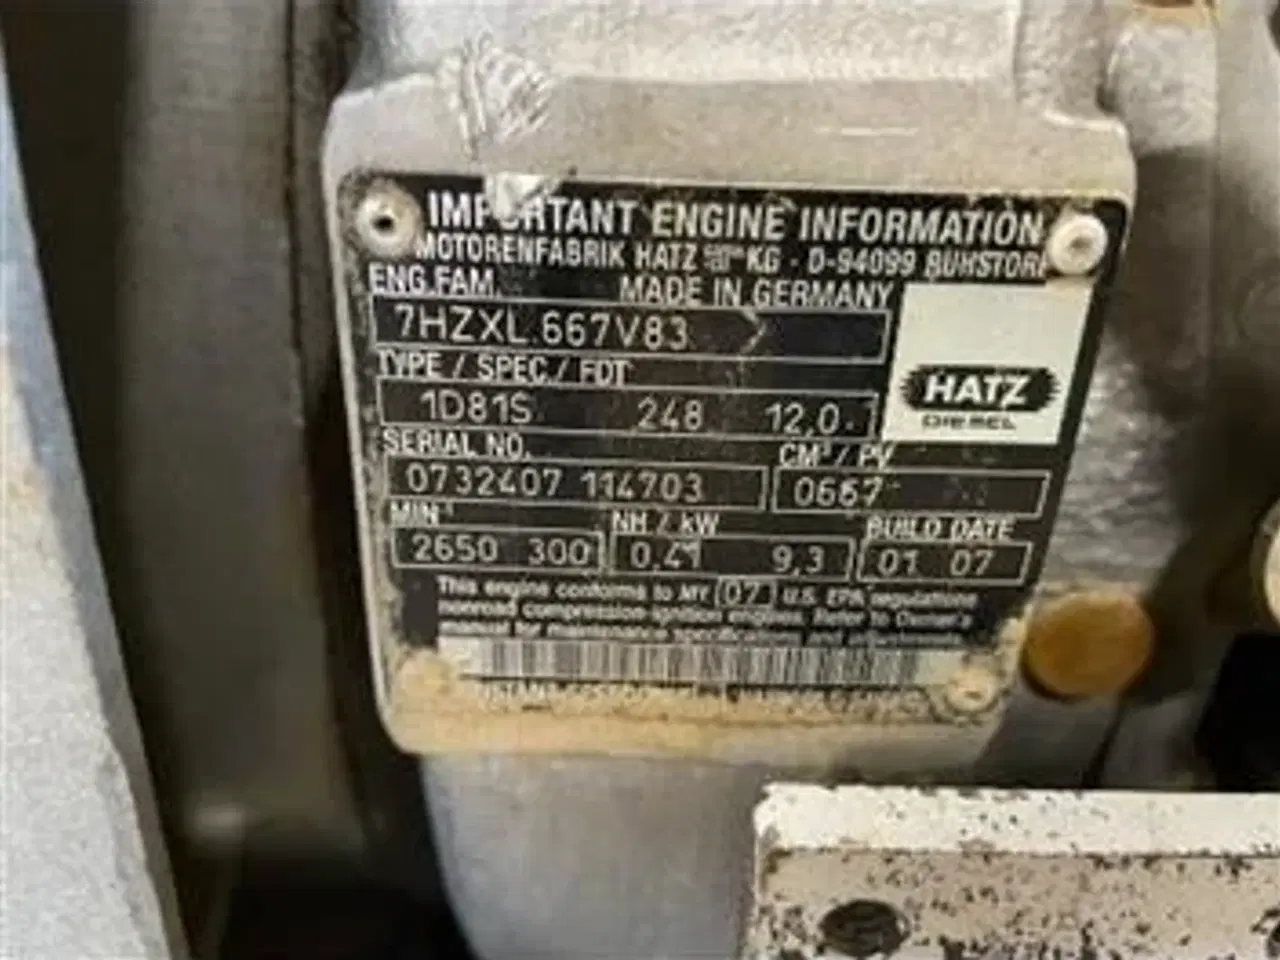 IMPORTANT ENGINE INFORMATION
MOTORENFABRIK HATZ KG · D-94099 RUHSTORF
ENG.FAM. MADE IN GERMANY
7HZXL.667V83
HATZ
DIESEL
TYPE / SPEC. / FDT
1D81S 248 12,0
SERIAL NO. CM³ / PV
0732407 114703 0667
MIN⁻¹ NH / kW BUILD DATE
2650 300 0.41 9,3 01 07
This engine conforms to MY 07 U.S. EPA regulations
nonroad compression-ignition engines. Refer to Owner's
manual for maintenance specifications and adjustments.